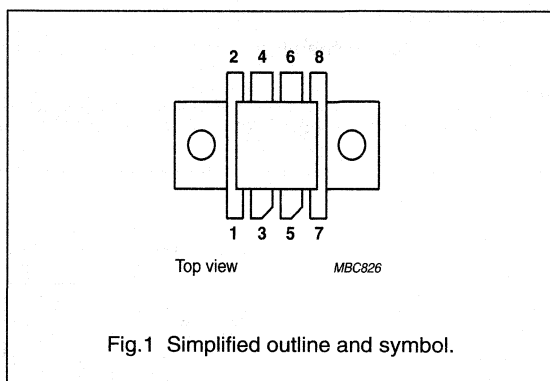 2 4 6 8
1 3 5 7
Top view MBC826
Fig.1 Simplified outline and symbol.